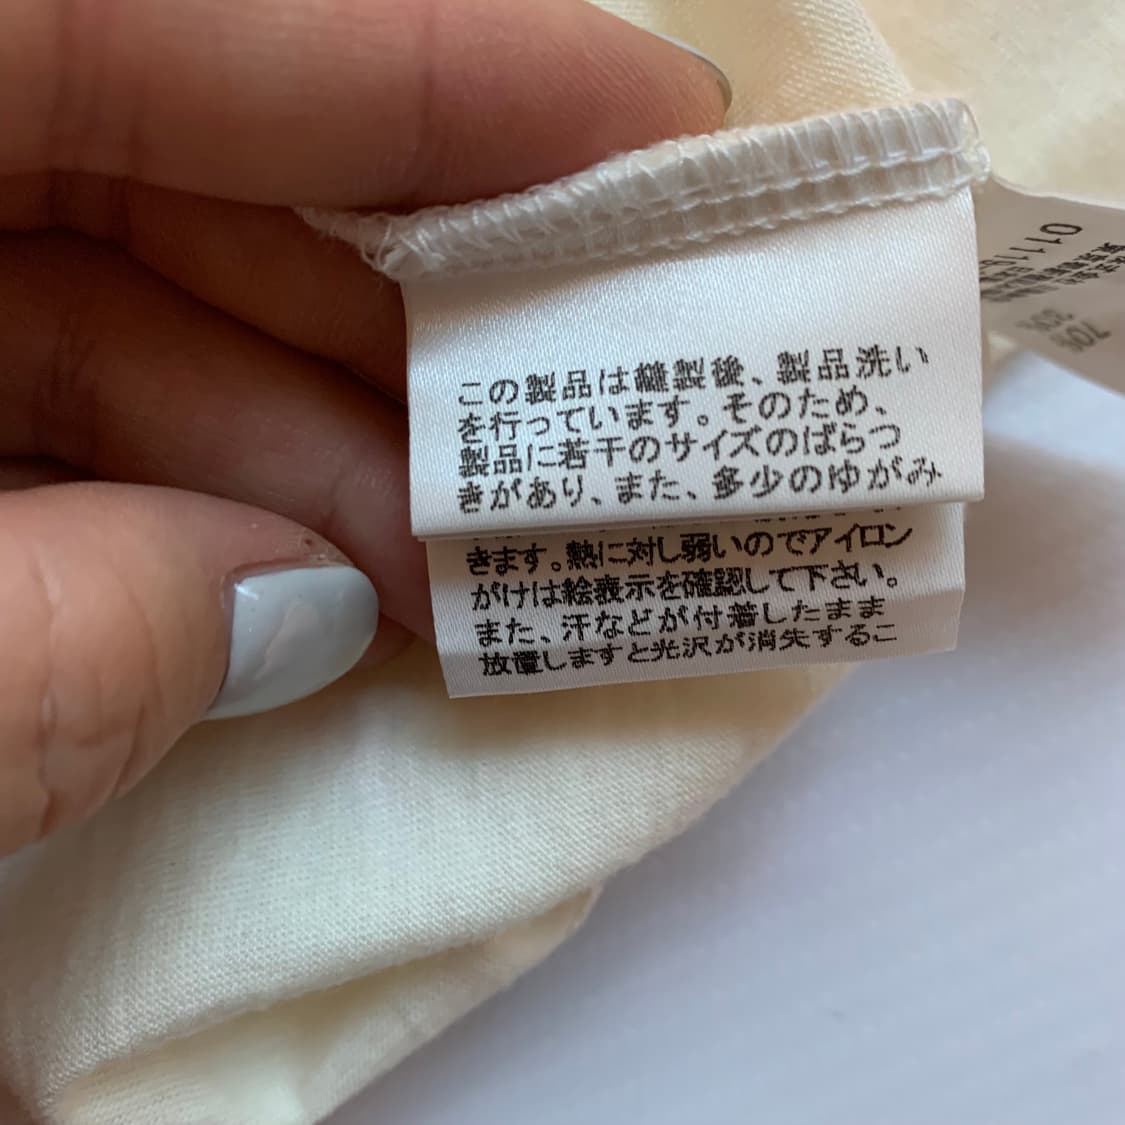 この製品は縫製後、製品洗い
を行っています。そのため、
製品に若干のサイズのばらつ
きがあり、また、多少のゆがみ
きます。熱に対し弱いのでアイロン
がけは絵表示を確認して下さい。
また、汗などが付着したまま
放置しますと光沢が消失するこ
0111
70%
30%